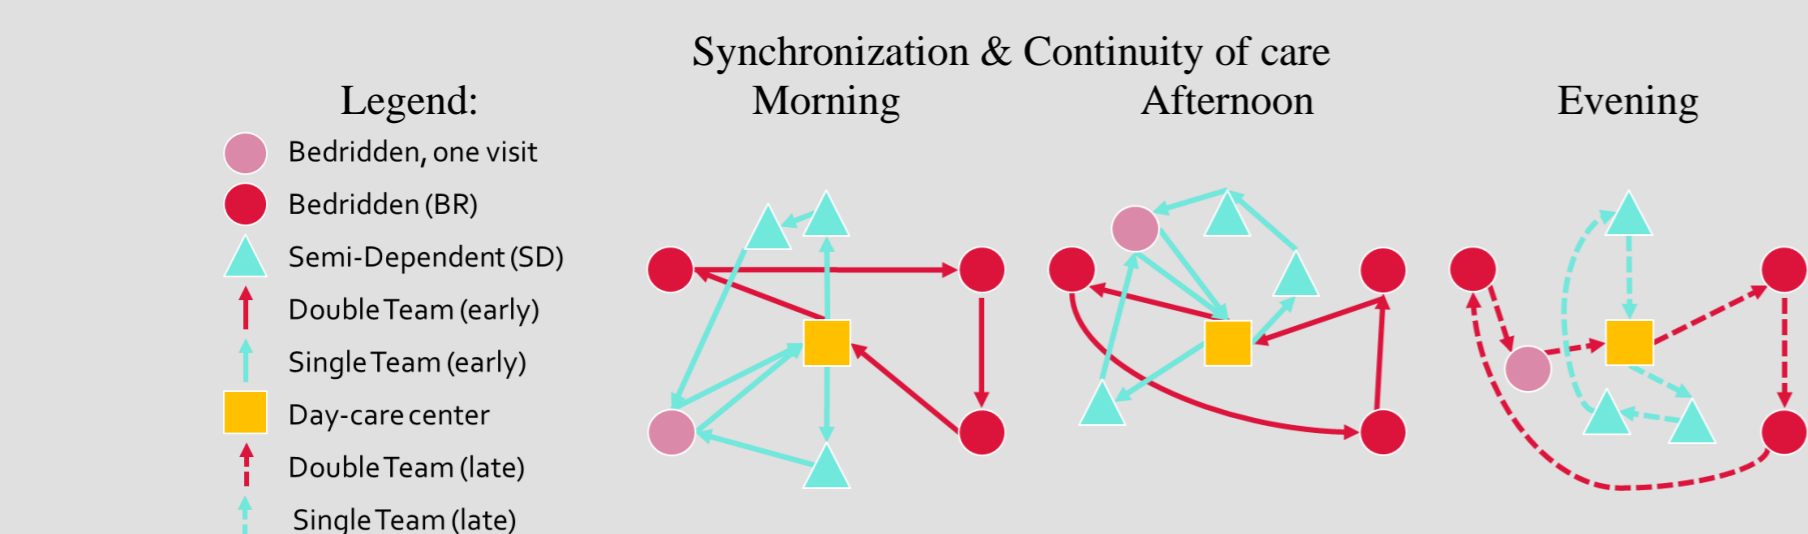 Synchronization & Continuity of care
Legend:
Morning
Afternoon
Evening
Bedridden, one visit
Bedridden (BR)
Semi-Dependent (SD)
Double Team (early)
Single Team (early)
Day-care center
Double Team (late)
Single Team (late)